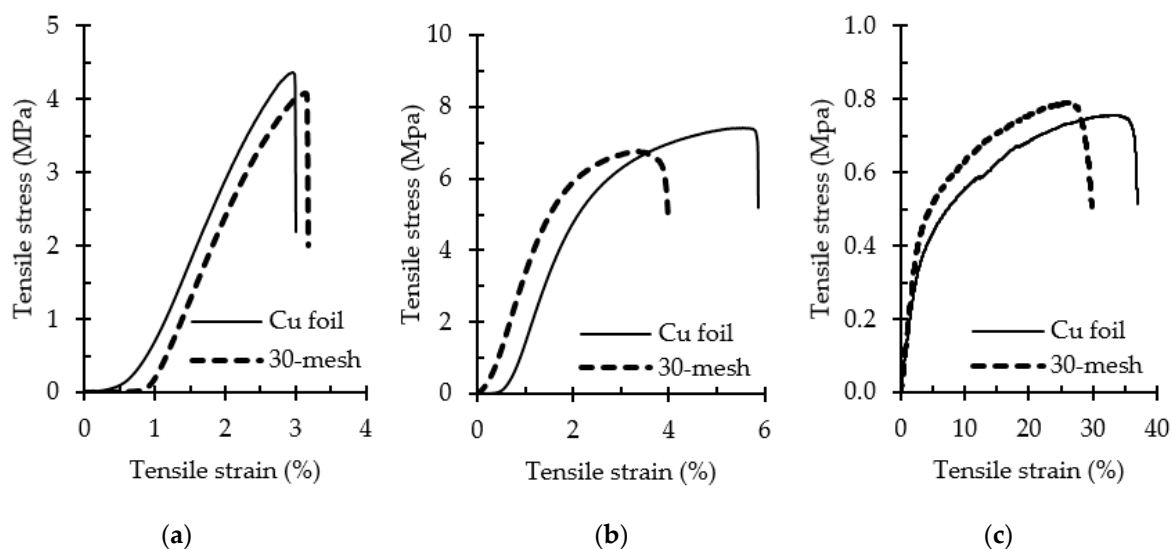 Tensile stress (MPa)
5
4
3
2
1
0
0 1 2 3 4
Cu foil
30-mesh
Tensile strain (%)
(a)
Tensile stress (Mpa)
10
8
6
4
2
0
0 2 4 6
Cu foil
30-mesh
Tensile strain (%)
(b)
Tensile stress (Mpa)
1.0
0.8
0.6
0.4
0.2
0.0
0 10 20 30 40
Cu foil
30-mesh
Tensile strain (%)
(c)